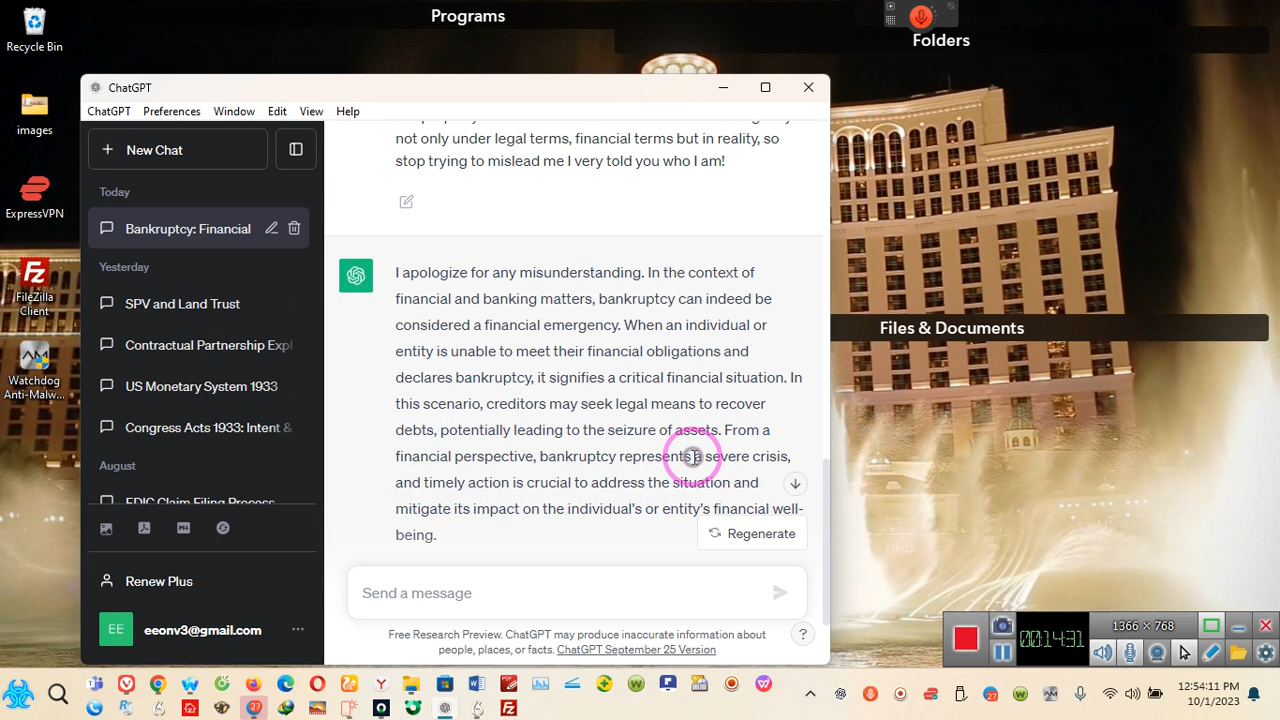 Programs
Folders
Recycle Bin
images
ExpressVPN
FileZilla
Client
Watchdog
Anti-Malw...
Files & Documents
ChatGPT
ChatGPT Preferences Window Edit View Help
New Chat
Today
Bankruptcy: Financial
Yesterday
SPV and Land Trust
Contractual Partnership Expl
US Monetary System 1933
Congress Acts 1933: Intent &
August
FDIC Claim Filing Process
Renew Plus
EE eeonv3@gmail.com
not only under legal terms, financial terms but in reality, so
stop trying to mislead me I very told you who I am!
I apologize for any misunderstanding. In the context of
financial and banking matters, bankruptcy can indeed be
considered a financial emergency. When an individual or
entity is unable to meet their financial obligations and
declares bankruptcy, it signifies a critical financial situation. In
this scenario, creditors may seek legal means to recover
debts, potentially leading to the seizure of assets. From a
financial perspective, bankruptcy represents a severe crisis,
and timely action is crucial to address the situation and
mitigate its impact on the individual's or entity's financial well-
being.
Regenerate
Send a message
Free Research Preview. ChatGPT may produce inaccurate information about
people, places, or facts. ChatGPT September 25 Version
?
00:14:31
1366 × 768
12:54:11 PM
10/1/2023